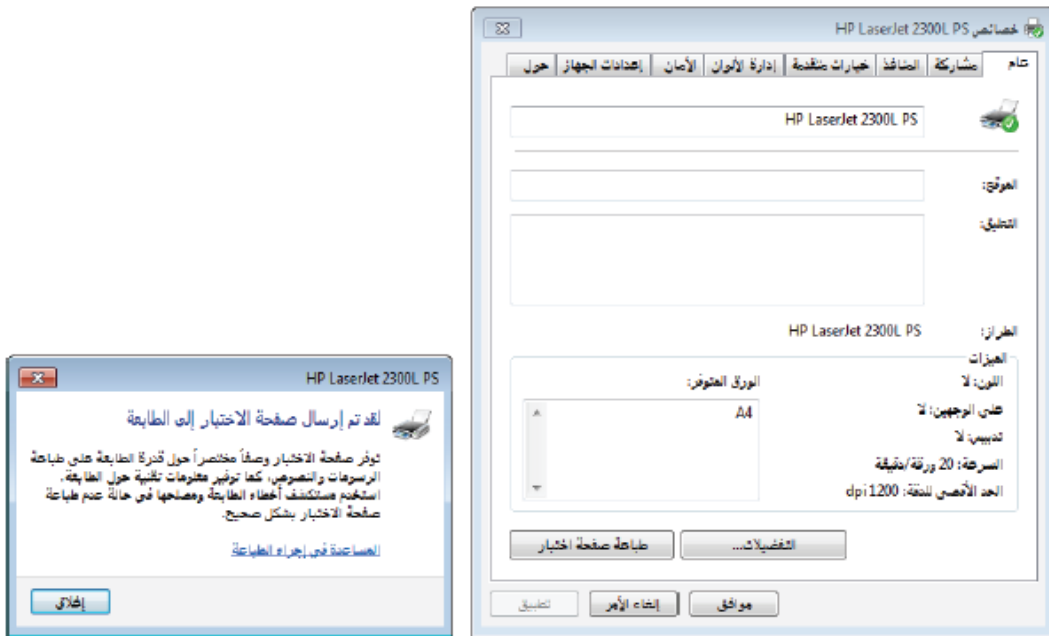 خصائص HP LaserJet 2300L PS
عام
مشاركة
المنافذ
خيارات متقدمة
إدارة الألوان
الأمان
إعدادات الجهاز
حول
HP LaserJet 2300L PS
الموقع:
التعليق:
الطراز: HP LaserJet 2300L PS
الميزات
اللون: لا
الورق المتوفر:
على الوجهين: لا
A4
تدبيس: لا
السرعة: 20 ورقة/دقيقة
الحد الأقصى للدقة: 1200 dpi
التفضيلات...
طباعة صفحة اختبار
موافق
إلغاء الأمر
تطبيق
HP LaserJet 2300L PS
لقد تم إرسال صفحة الاختبار إلى الطابعة
توفر صفحة الاختبار وصفاً مختصراً حول قدرة الطابعة على طباعة
الرسومات والنصوص، كما توفير معلومات تقنية حول الطابعة.
استخدم مستكشف أخطاء الطابعة ومصلحها في حالة عدم طباعة
صفحة الاختبار بشكل صحيح.
المساعدة في إجراء الطباعة
إغلاق